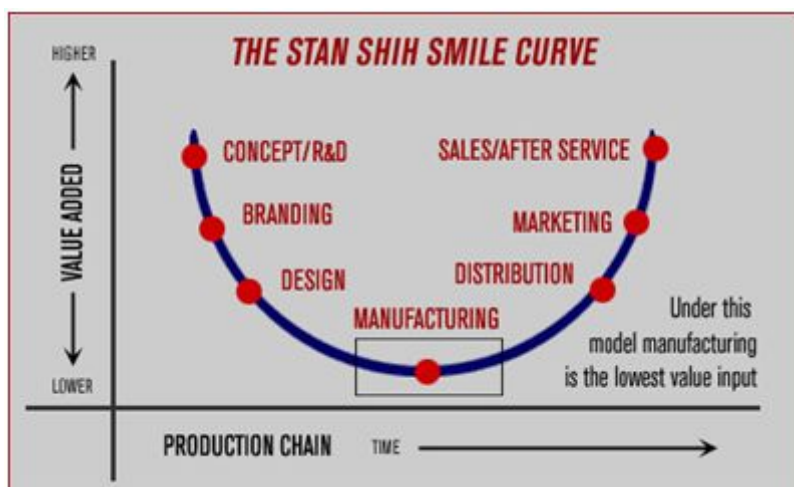 THE STAN SHIH SMILE CURVE
HIGHER
VALUE ADDED
LOWER
CONCEPT/R&D
BRANDING
DESIGN
MANUFACTURING
DISTRIBUTION
MARKETING
SALES/AFTER SERVICE
Under this
model manufacturing
is the lowest value input
PRODUCTION CHAIN
TIME